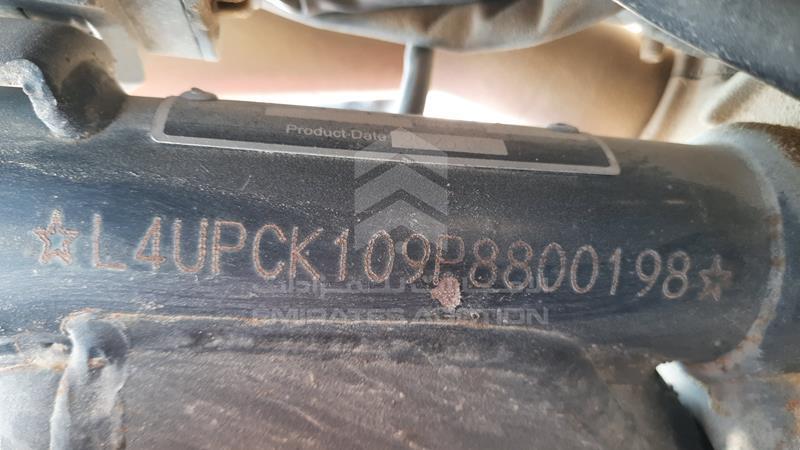 Product-Date
☆L4UPCK109P8800198☆
EMIRATES AUCTION